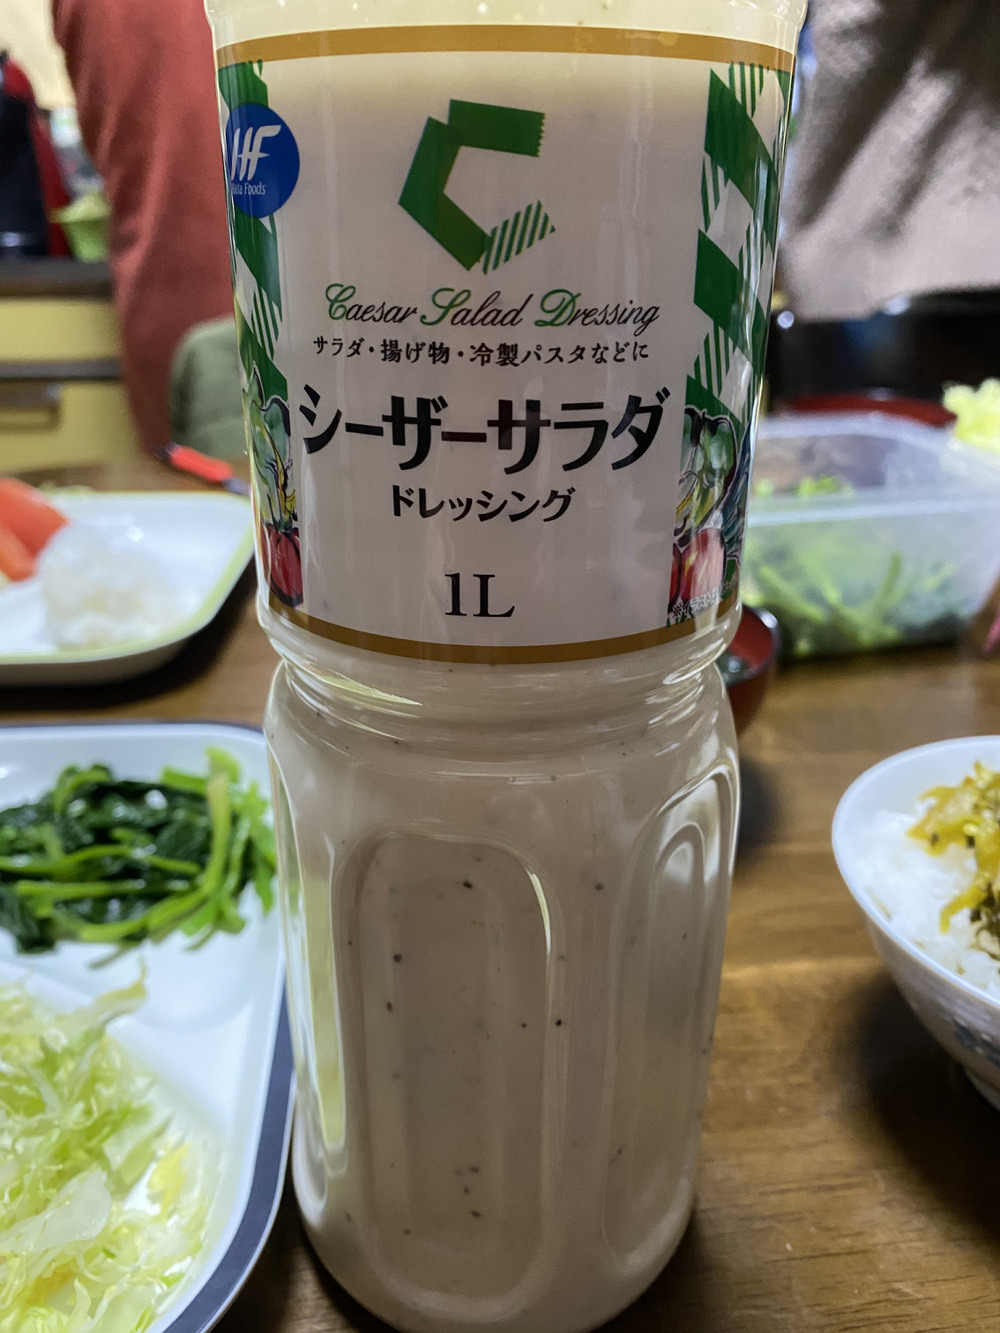 HF
Hata Foods
Caesar Salad Dressing
サラダ・揚げ物・冷製パスタなどに
シーザーサラダ
ドレッシング
1L